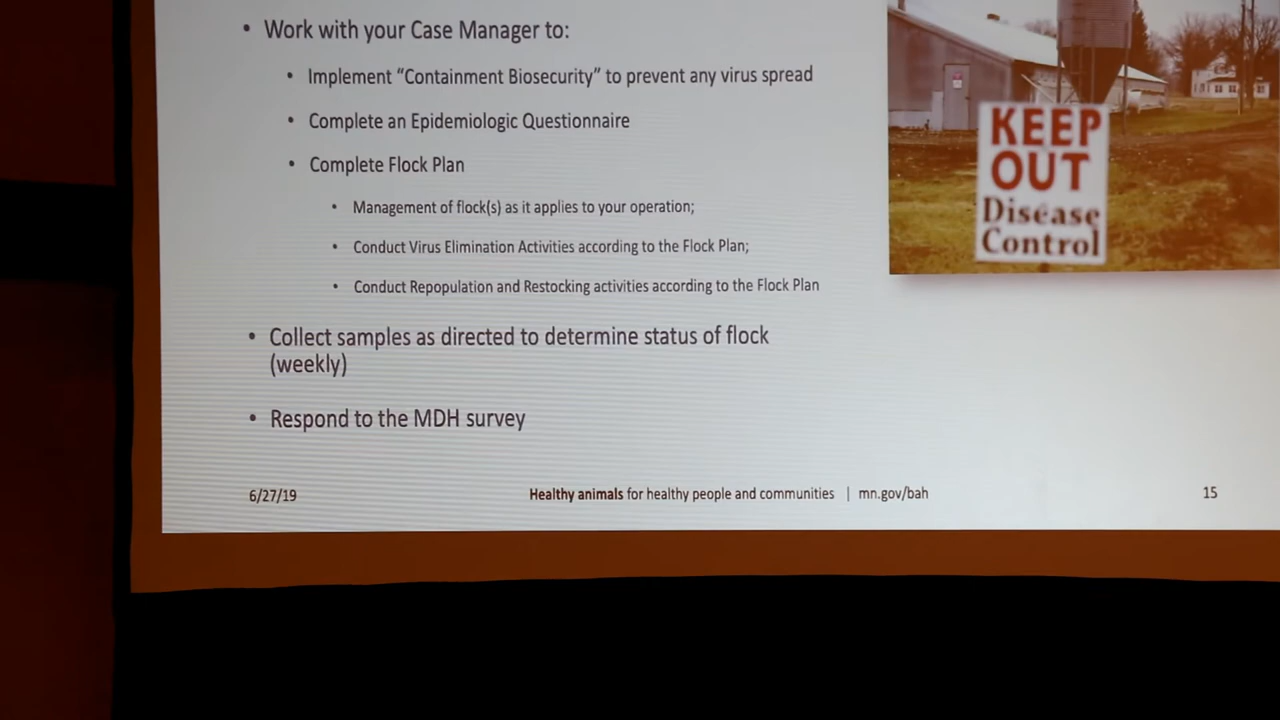 • Work with your Case Manager to:
• Implement “Containment Biosecurity” to prevent any virus spread
• Complete an Epidemiologic Questionnaire
• Complete Flock Plan
• Management of flock(s) as it applies to your operation;
• Conduct Virus Elimination Activities according to the Flock Plan;
• Conduct Repopulation and Restocking activities according to the Flock Plan
• Collect samples as directed to determine status of flock
(weekly)
• Respond to the MDH survey
KEEP
OUT
Disease
Control
6/27/19
Healthy animals for healthy people and communities | mn.gov/bah
15